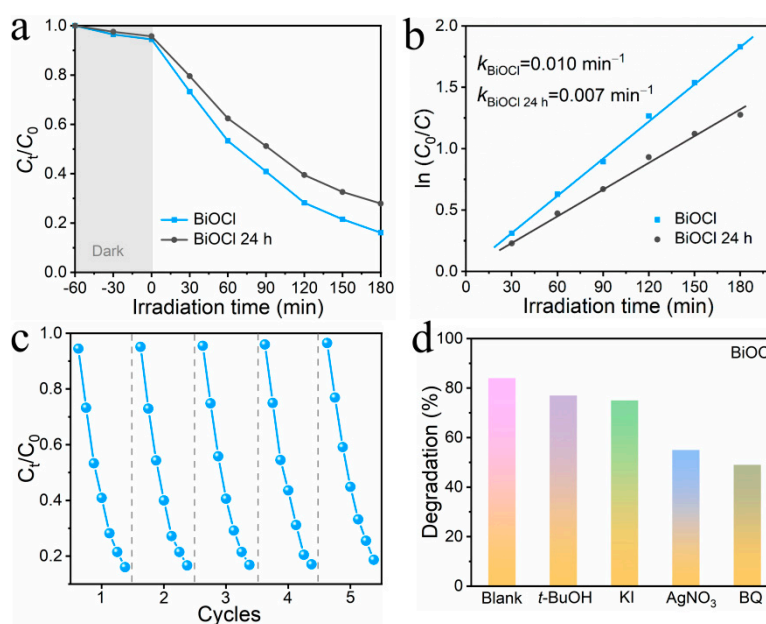 a
1.0
0.8
0.6
0.4
0.2
0.0
Cₜ/C₀
Dark
BiOCl
BiOCl 24 h
-60 -30 0 30 60 90 120 150 180
Irradiation time (min)
b
2.0
1.5
1.0
0.5
0.0
ln (C₀/C)
k_BiOCl=0.010 min⁻¹
k_BiOCl 24 h=0.007 min⁻¹
BiOCl
BiOCl 24 h
0 30 60 90 120 150 180
Irradiation time (min)
c
1.0
0.8
0.6
0.4
0.2
Cₜ/C₀
1 2 3 4 5
Cycles
d
100
80
60
40
20
0
Degradation (%)
Blank t-BuOH KI AgNO₃ BQ